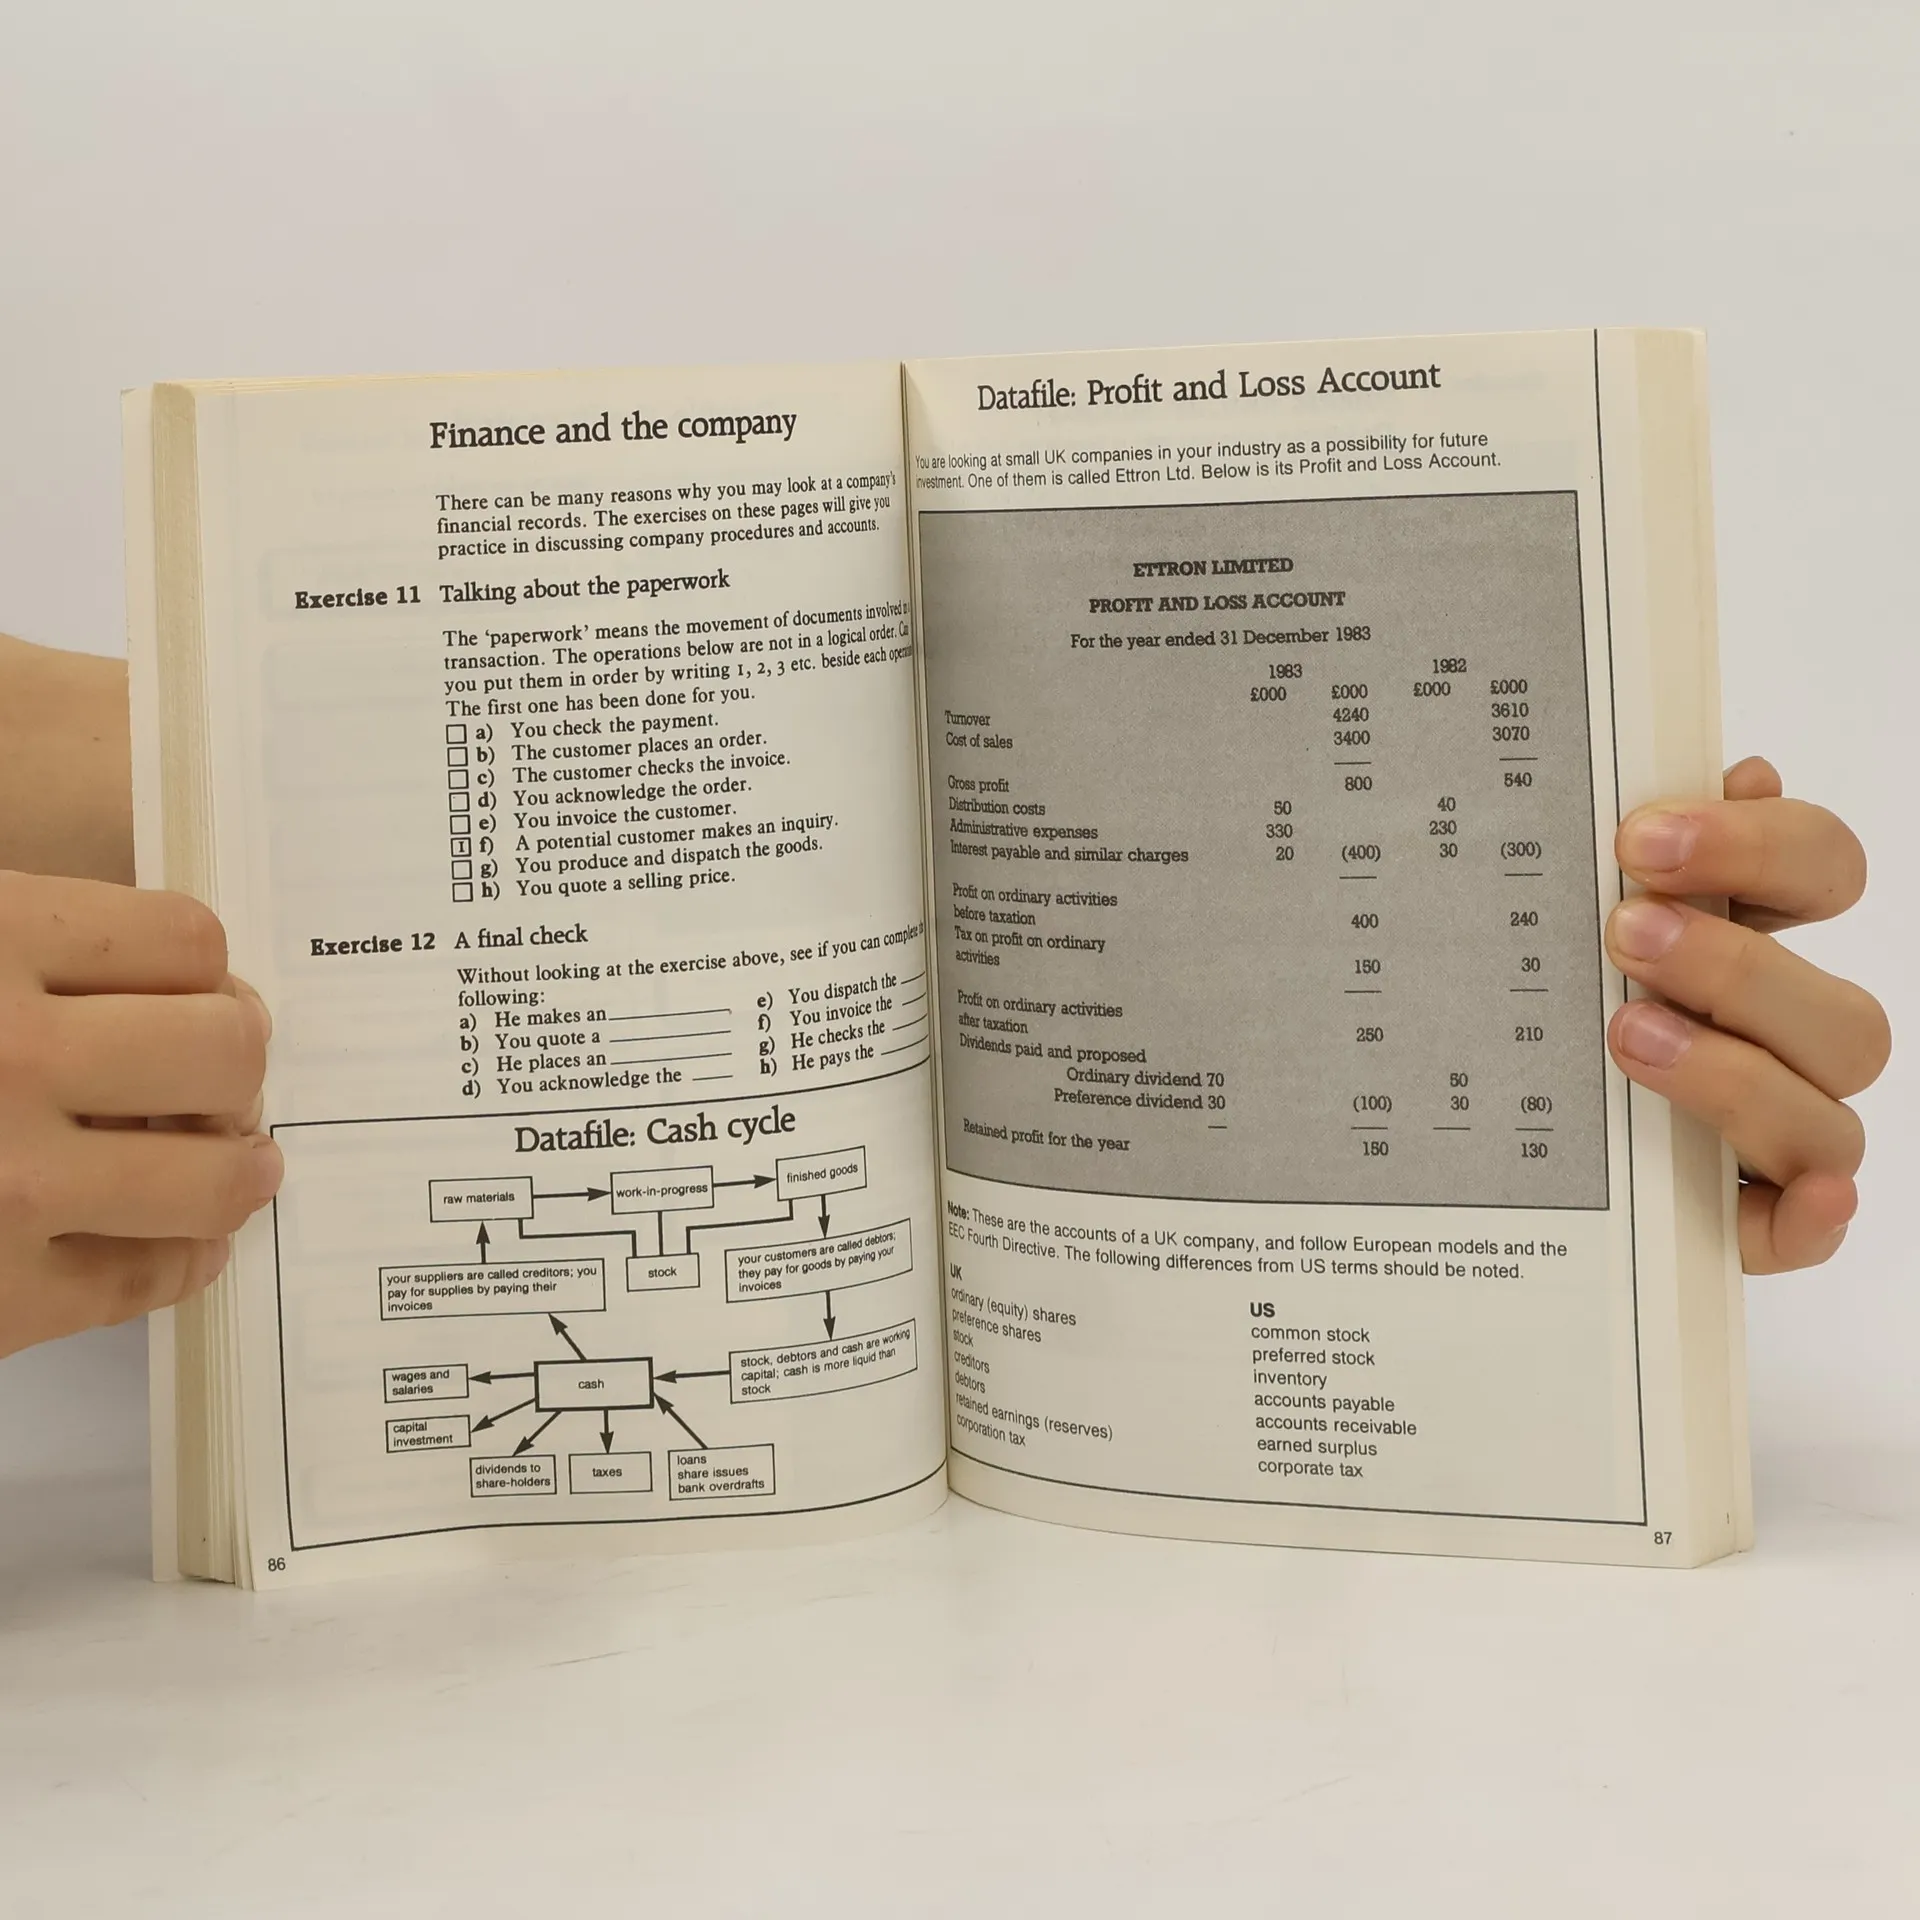 Finance and the company
There can be many reasons why you may look at a company's
financial records. The exercises on these pages will give you
practice in discussing company procedures and accounts.
Exercise 11 Talking about the paperwork
The 'paperwork' means the movement of documents involved
transaction. The operations below are not in a logical order.
you put them in order by writing 1, 2, 3 etc. beside each
The first one has been done for you.
a) You check the payment.
b) The customer places an order.
c) The customer checks the invoice.
d) You acknowledge the order.
e) You invoice the customer.
1 f) A potential customer makes an inquiry.
g) You produce and dispatch the goods.
h) You quote a selling price.
Exercise 12 A final check
Without looking at the exercise above, see if you can complete
following:
a) He makes an
b) You quote a
c) He places an
d) You acknowledge the
e) You dispatch the
f) You invoice the
g) He checks the
h) He pays the
Datafile: Cash cycle
raw materials
work-in-progress
finished goods
your suppliers are called creditors; you
pay for supplies by paying their
invoices
stock
your customers are called debtors;
they pay for goods by paying your
invoices
wages and
salaries
cash
stock, debtors and cash are working
capital; cash is more liquid than
stock
capital
investment
dividends to
share-holders
taxes
loans
share issues
bank overdrafts
86
Datafile: Profit and Loss Account
You are looking at small UK companies in your industry as a possibility for future
investment. One of them is called Ettron Ltd. Below is its Profit and Loss Account.
ETTRON LIMITED
PROFIT AND LOSS ACCOUNT
For the year ended 31 December 1983
1983 1982
£000 £000 £000 £000
Turnover 4240 3610
Cost of sales 3400 3070
Gross profit 800 540
Distribution costs 50 40
Administrative expenses 330 230
Interest payable and similar charges 20 (400) 30 (300)
Profit on ordinary activities
before taxation 400 240
Tax on profit on ordinary
activities 150 30
Profit on ordinary activities
after taxation 250 210
Dividends paid and proposed
Ordinary dividend 70 50
Preference dividend 30 (100) 30 (80)
Retained profit for the year 150 130
Note: These are the accounts of a UK company, and follow European models and the
EEC Fourth Directive. The following differences from US terms should be noted.
UK US
ordinary (equity) shares common stock
preference shares preferred stock
stock inventory
creditors accounts payable
debtors accounts receivable
retained earnings (reserves) earned surplus
corporation tax corporate tax
87